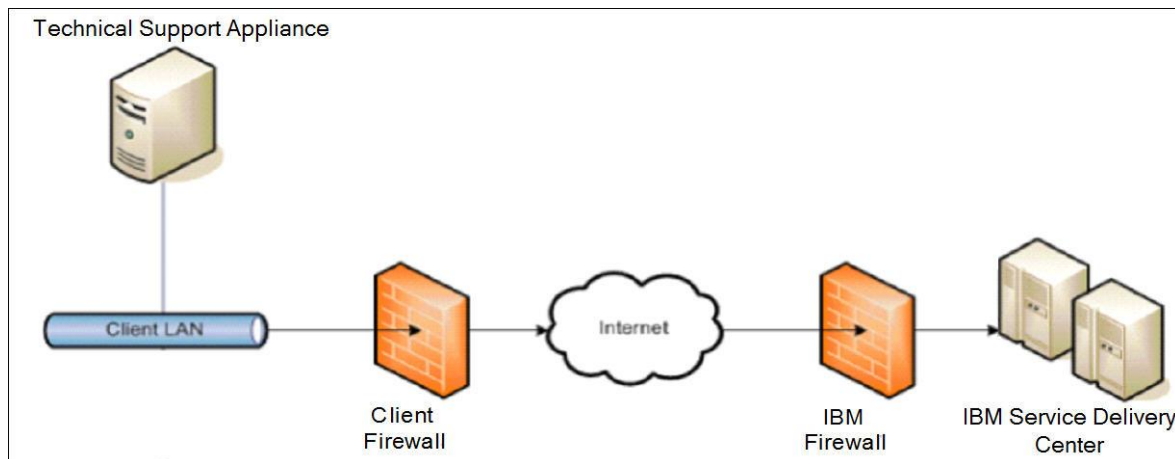 Technical Support Appliance
Client LAN
Internet
Client
Firewall
IBM
Firewall
IBM Service Delivery
Center